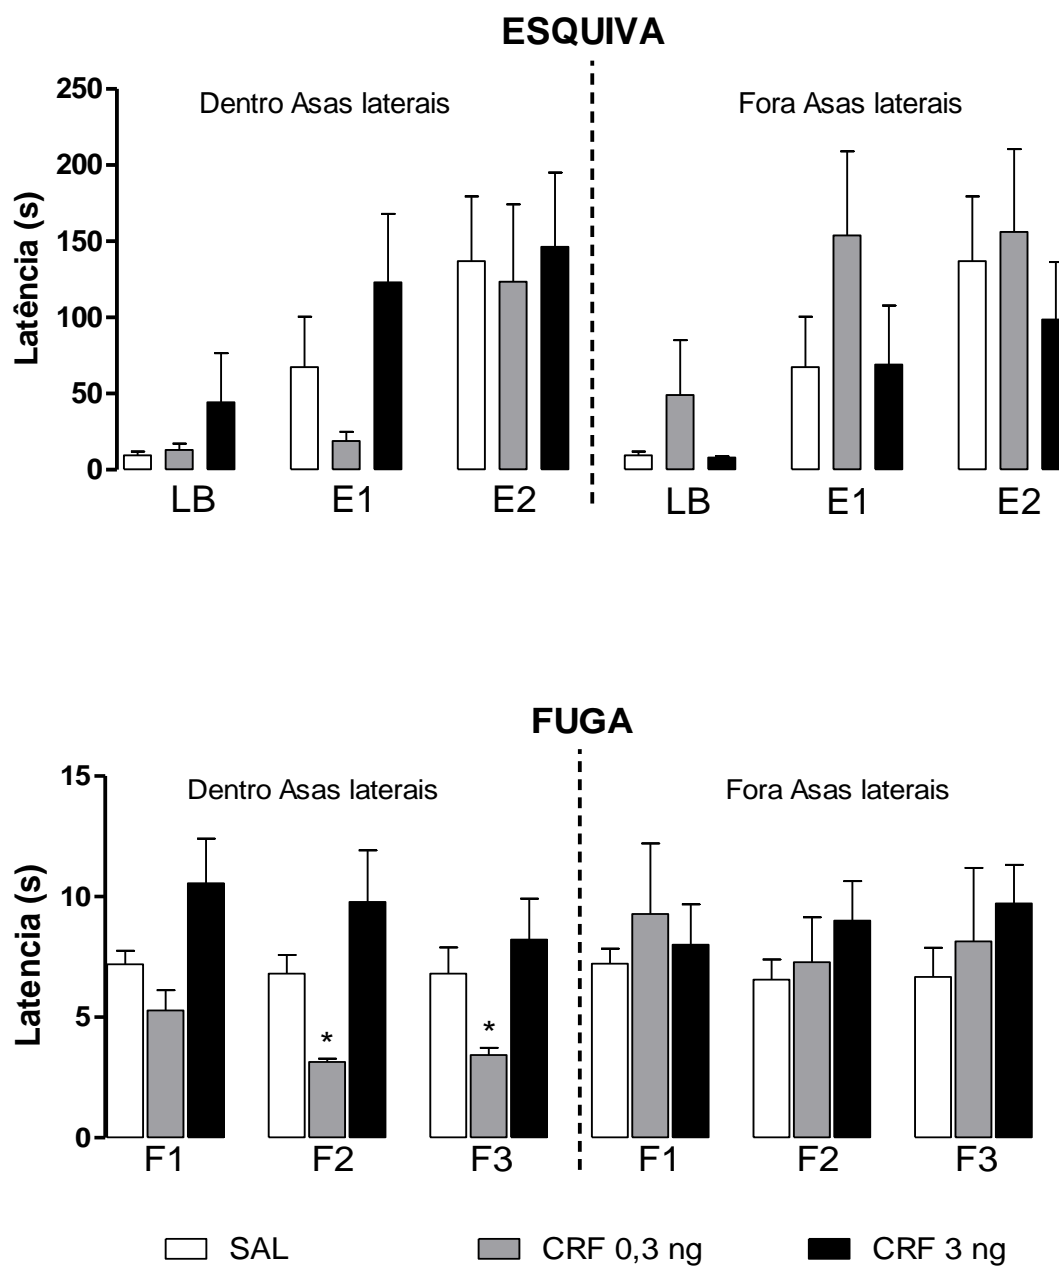 ESQUIVA
Dentro Asas laterais
Fora Asas laterais
250
200
150
100
50
0
Latência (s)
LB
E1
E2
LB
E1
E2
FUGA
Dentro Asas laterais
Fora Asas laterais
15
10
5
0
Latencia (s)
*
*
F1
F2
F3
F1
F2
F3
SAL
CRF 0,3 ng
CRF 3 ng